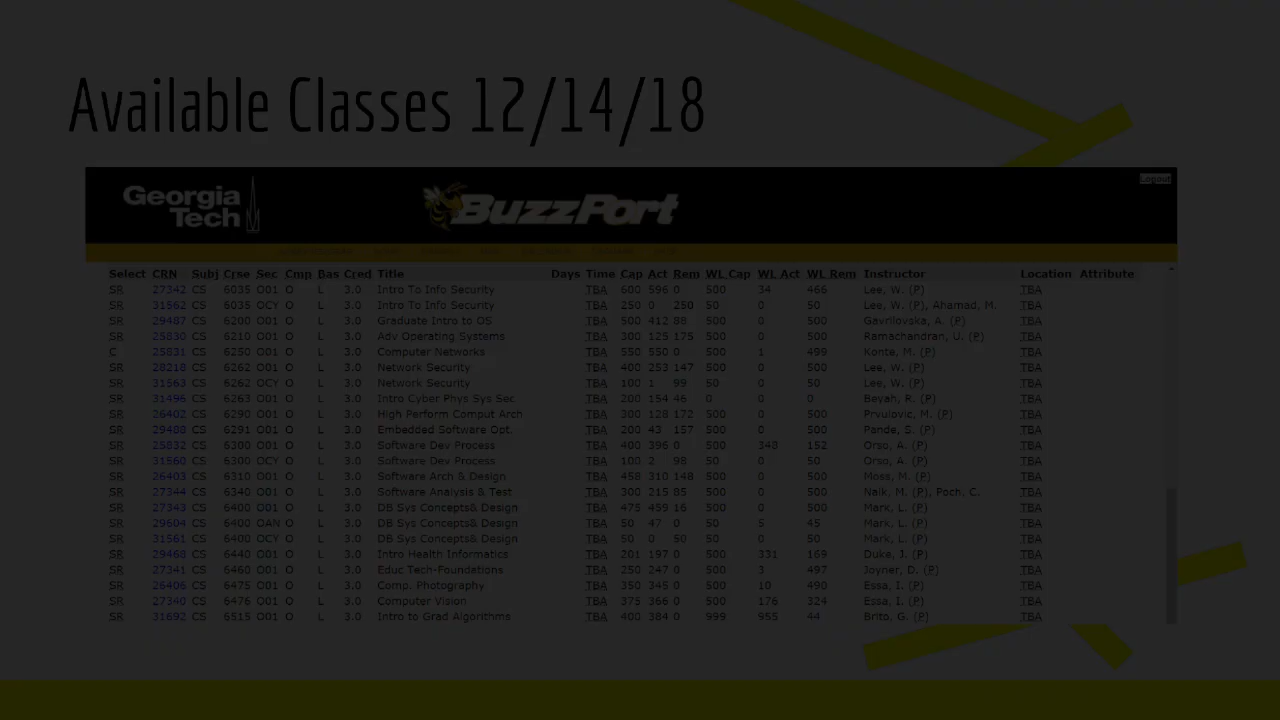 Available Classes 12/14/18
Georgia Tech BuzzPort Logout
Select CRN Subj Crse Sec Cmp Bas Cred Title Days Time Cap Act Rem WL Cap WL Act WL Rem Instructor Location Attribute
SR 27342 CS 6035 O01 O L 3.0 Intro To Info Security TBA 600 596 0 500 34 466 Lee, W. (P) TBA
SR 31562 CS 6035 OCY O L 3.0 Intro To Info Security TBA 250 0 250 50 0 50 Lee, W. (P), Ahamad, M. TBA
SR 29487 CS 6200 O01 O L 3.0 Graduate Intro to OS TBA 500 412 88 500 0 500 Gavrilovska, A. (P) TBA
SR 25830 CS 6210 O01 O L 3.0 Adv Operating Systems TBA 300 125 175 500 0 500 Ramachandran, U. (P) TBA
C 25831 CS 6250 O01 O L 3.0 Computer Networks TBA 550 550 0 500 1 499 Konte, M. (P) TBA
SR 28218 CS 6262 O01 O L 3.0 Network Security TBA 400 253 147 500 0 500 Lee, W. (P) TBA
SR 31563 CS 6262 OCY O L 3.0 Network Security TBA 100 1 99 50 0 50 Lee, W. (P) TBA
SR 31496 CS 6263 O01 O L 3.0 Intro Cyber Phys Sys Sec TBA 200 154 46 0 0 0 Beyah, R. (P) TBA
SR 26402 CS 6290 O01 O L 3.0 High Perform Comput Arch TBA 300 128 172 500 0 500 Prvulovic, M. (P) TBA
SR 29488 CS 6291 O01 O L 3.0 Embedded Software Opt. TBA 200 43 157 500 0 500 Pande, S. (P) TBA
SR 25832 CS 6300 O01 O L 3.0 Software Dev Process TBA 400 396 0 500 348 152 Orso, A. (P) TBA
SR 31560 CS 6300 OCY O L 3.0 Software Dev Process TBA 100 2 98 50 0 50 Orso, A. (P) TBA
SR 26403 CS 6310 O01 O L 3.0 Software Arch & Design TBA 458 310 148 500 0 500 Moss, M. (P) TBA
SR 27344 CS 6340 O01 O L 3.0 Software Analysis & Test TBA 300 215 85 500 0 500 Naik, M. (P), Poch, C. TBA
SR 27343 CS 6400 O01 O L 3.0 DB Sys Concepts& Design TBA 475 459 16 500 0 500 Mark, L. (P) TBA
SR 29604 CS 6400 OAN O L 3.0 DB Sys Concepts& Design TBA 50 47 0 50 5 45 Mark, L. (P) TBA
SR 31561 CS 6400 OCY O L 3.0 DB Sys Concepts& Design TBA 50 0 50 50 0 50 Mark, L. (P) TBA
SR 29468 CS 6440 O01 O L 3.0 Intro Health Informatics TBA 201 197 0 500 331 169 Duke, J. (P) TBA
SR 27341 CS 6460 O01 O L 3.0 Educ Tech-Foundations TBA 250 247 0 500 3 497 Joyner, D. (P) TBA
SR 26406 CS 6475 O01 O L 3.0 Comp. Photography TBA 350 345 0 500 10 490 Essa, I. (P) TBA
SR 27340 CS 6476 O01 O L 3.0 Computer Vision TBA 375 366 0 500 176 324 Essa, I. (P) TBA
SR 31692 CS 6515 O01 O L 3.0 Intro to Grad Algorithms TBA 400 384 0 999 955 44 Brito, G. (P) TBA